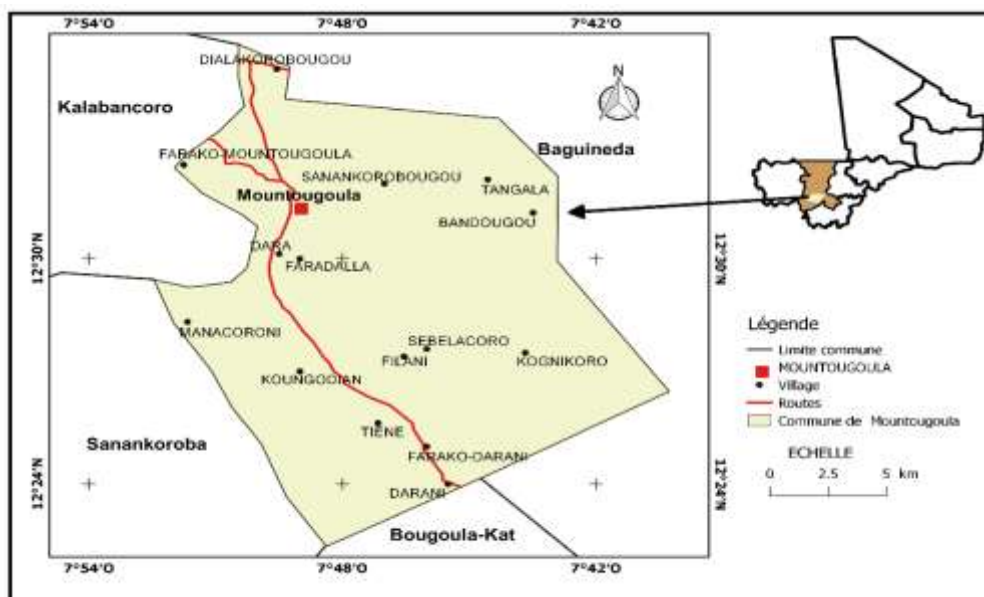 7°54'O 7°48'O 7°42'O
N
DIALAKOROBOUGOU
Kalabancoro
Baguineda
FARAKO-MOUNTOUGOULA
SANANKOROBOUGOU
TANGALA
Mountougoula
BANDOUGOU
DARA
FARADALLA
12°30'N
12°30'N
MANACORONI
SEBELACORO
FILANI
KOGNIKORO
KOUNGODIAN
TIENE
Sanankoroba
FARAKO-DARANI
DARANI
12°24'N
12°24'N
Bougoula-Kat
7°54'O 7°48'O 7°42'O
Légende
Limite commune
MOUNTOUGOULA
Village
Routes
Commune de Mountougoula
ECHELLE
0 2.5 5 km